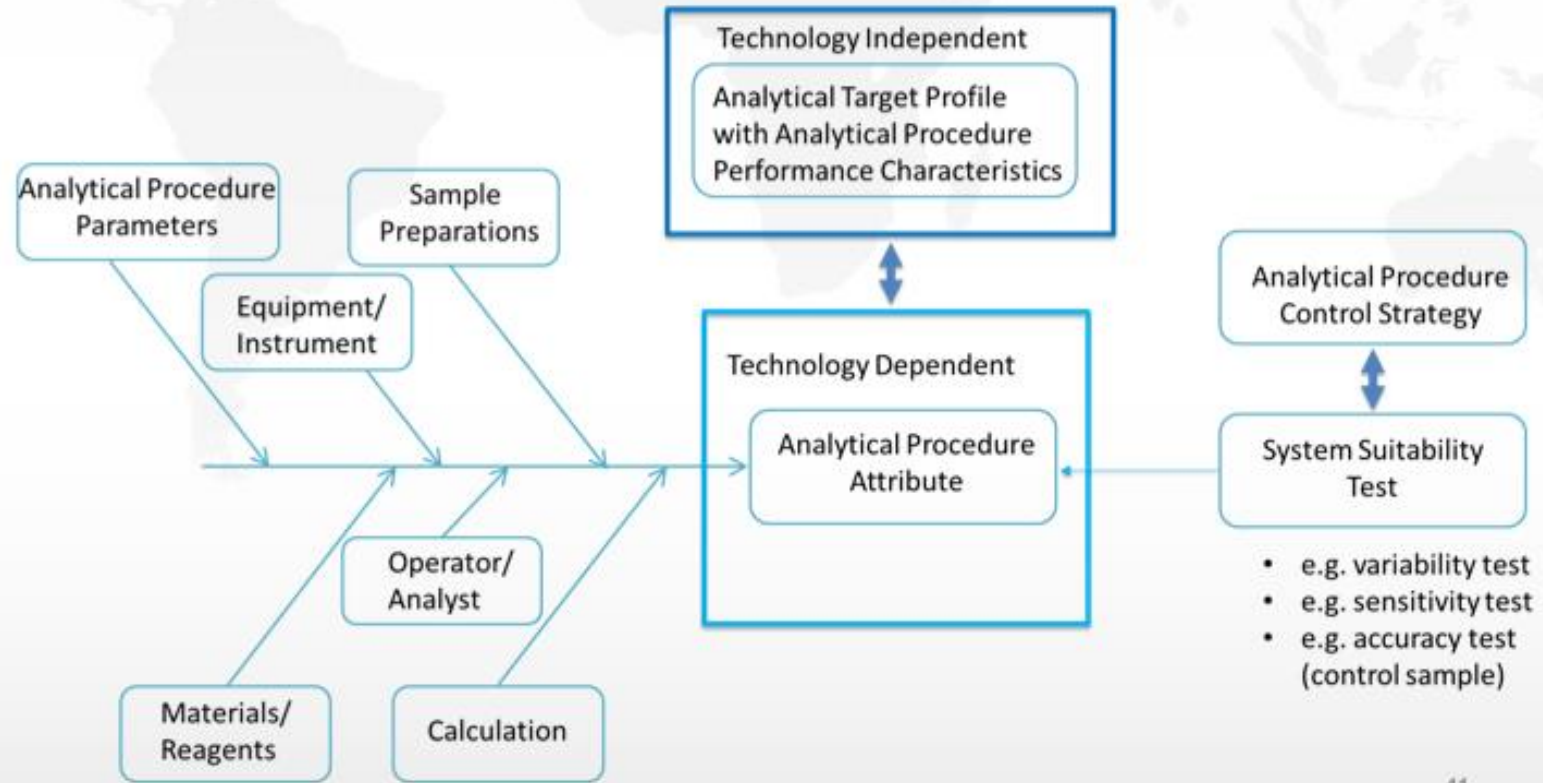 Technology Independent
Analytical Target Profile
with Analytical Procedure
Performance Characteristics
Analytical Procedure
Parameters
Sample
Preparations
Equipment/
Instrument
Technology Dependent
Analytical Procedure
Attribute
Analytical Procedure
Control Strategy
System Suitability
Test
• e.g. variability test
• e.g. sensitivity test
• e.g. accuracy test
(control sample)
Operator/
Analyst
Materials/
Reagents
Calculation